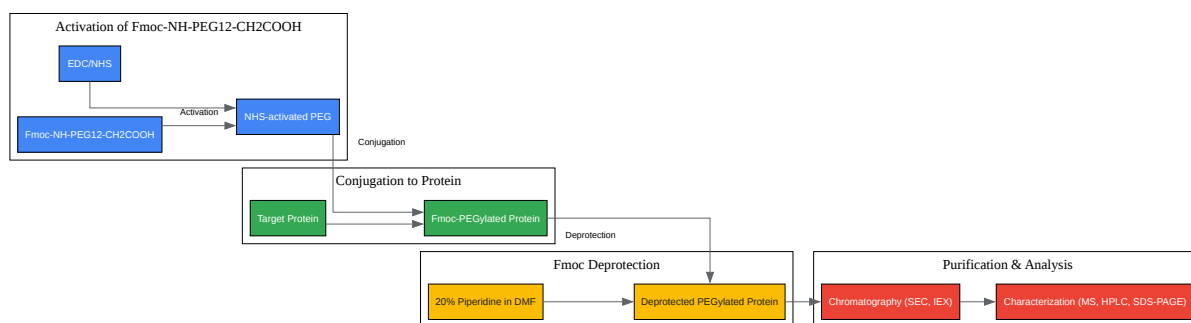 Activation of Fmoc-NH-PEG12-CH2COOH
EDC/NHS
Activation
NHS-activated PEG
Fmoc-NH-PEG12-CH2COOH
Conjugation
Conjugation to Protein
Target Protein
Fmoc-PEGylated Protein
Deprotection
Fmoc Deprotection
20% Piperidine in DMF
Deprotected PEGylated Protein
Purification & Analysis
Chromatography (SEC, IEX)
Characterization (MS, HPLC, SDS-PAGE)